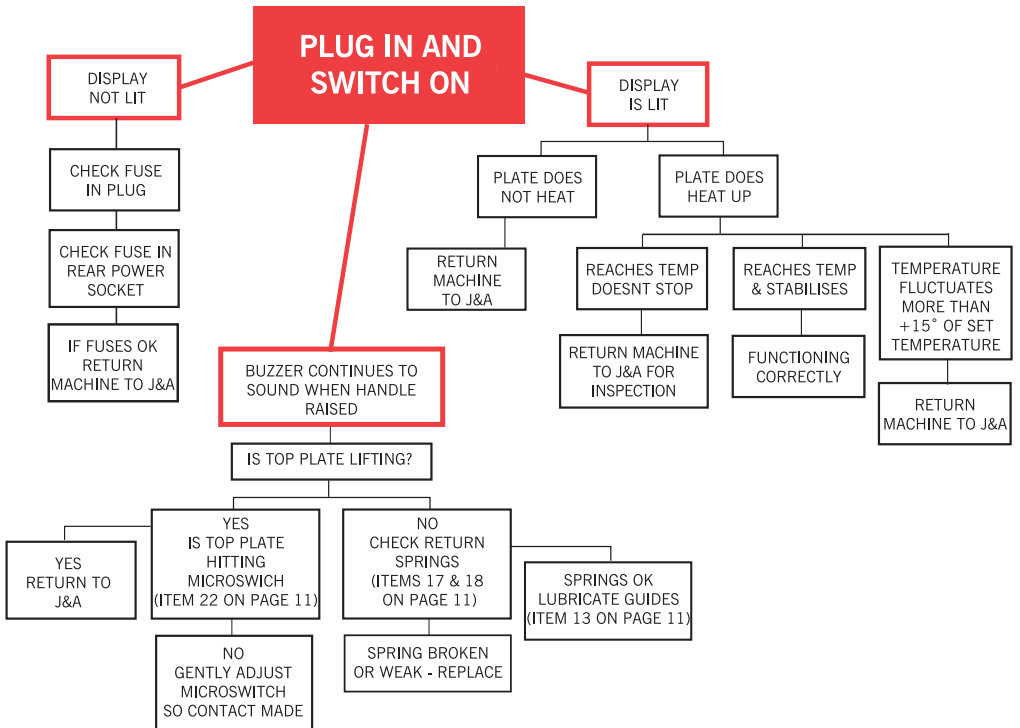 PLUG IN AND
SWITCH ON
DISPLAY
NOT LIT
CHECK FUSE
IN PLUG
CHECK FUSE IN
REAR POWER
SOCKET
IF FUSES OK
RETURN
MACHINE TO J&A
DISPLAY
IS LIT
PLATE DOES
NOT HEAT
RETURN
MACHINE
TO J&A
PLATE DOES
HEAT UP
REACHES TEMP
DOESNT STOP
RETURN MACHINE
TO J&A FOR
INSPECTION
REACHES TEMP
& STABILISES
FUNCTIONING
CORRECTLY
TEMPERATURE
FLUCTUATES
MORE THAN
+15° OF SET
TEMPERATURE
RETURN
MACHINE TO J&A
BUZZER CONTINUES TO
SOUND WHEN HANDLE
RAISED
IS TOP PLATE LIFTING?
YES
IS TOP PLATE
HITTING
MICROSWICH
(ITEM 22 ON PAGE 11)
YES
RETURN TO
J&A
NO
GENTLY ADJUST
MICROSWITCH
SO CONTACT MADE
NO
CHECK RETURN
SPRINGS
(ITEMS 17 & 18
ON PAGE 11)
SPRING BROKEN
OR WEAK - REPLACE
SPRINGS OK
LUBRICATE GUIDES
(ITEM 13 ON PAGE 11)